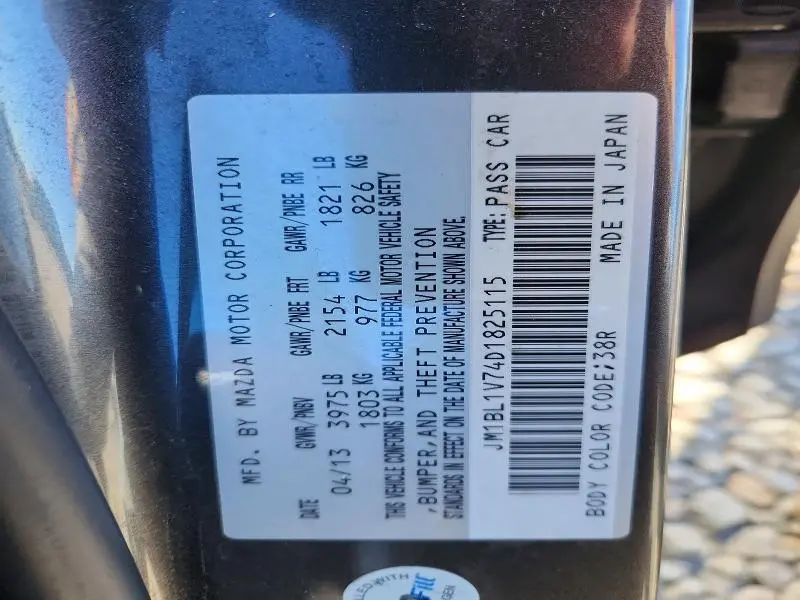 MFD. BY MAZDA MOTOR CORPORATION
DATE GVWR/PNBV GAWR/PNBE FRT GAWR/PNBE RR
04/13 3975 LB 2154 LB 1821 LB
1803 KG 977 KG 826 KG
THIS VEHICLE CONFORMS TO ALL APPLICABLE FEDERAL MOTOR VEHICLE SAFETY
,BUMPER,AND THEFT PREVENTION
STANDARDS IN EFFECT ON THE DATE OF MANUFACTURE SHOWN ABOVE.
JM1BL1V74D1825115 TYPE: PASS CAR
BODY COLOR CODE;38R MADE IN JAPAN
WITH